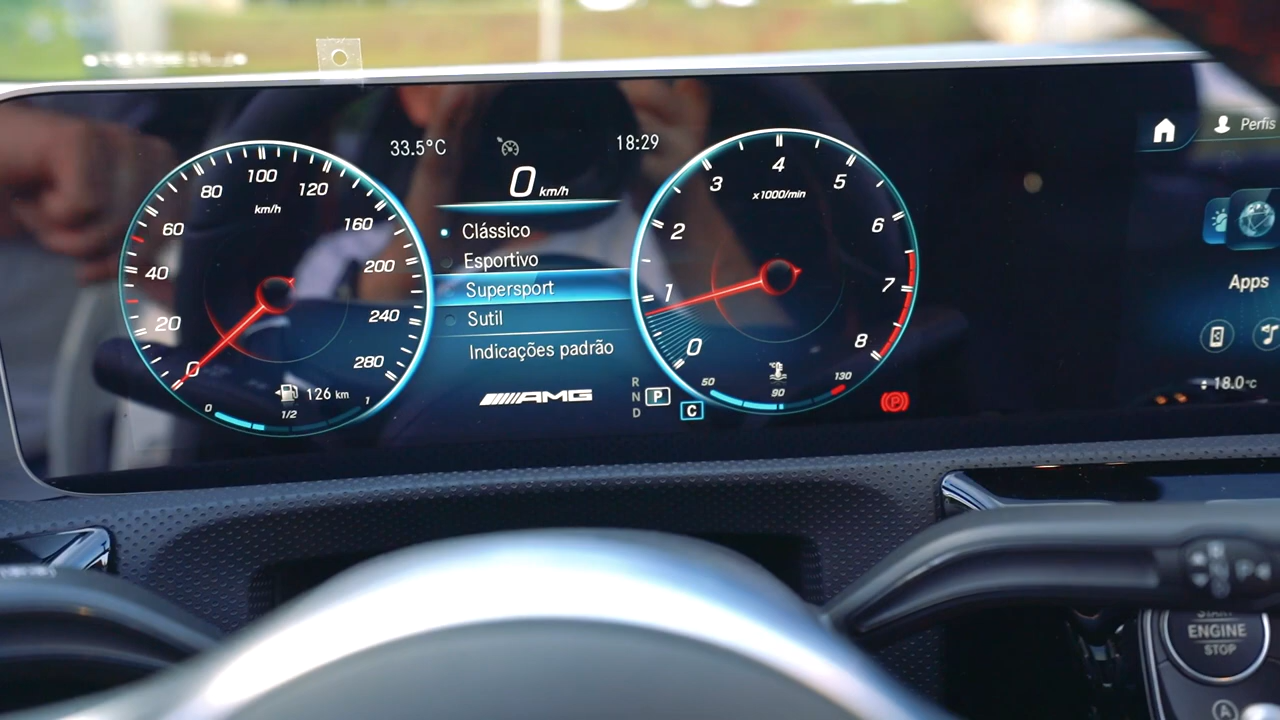 33.5°C
18:29
0 km/h
Clássico
Esportivo
Supersport
Sutil
Indicações padrão
AMG
0
20
40
60
80
100
120
160
200
240
280
km/h
126 km
0
1/2
1
0
1
2
3
4
5
6
7
8
x1000/min
°C
50
90
130
R
N
D
P
C
P
Perfis
Apps
18.0°C
START
ENGINE
STOP
A